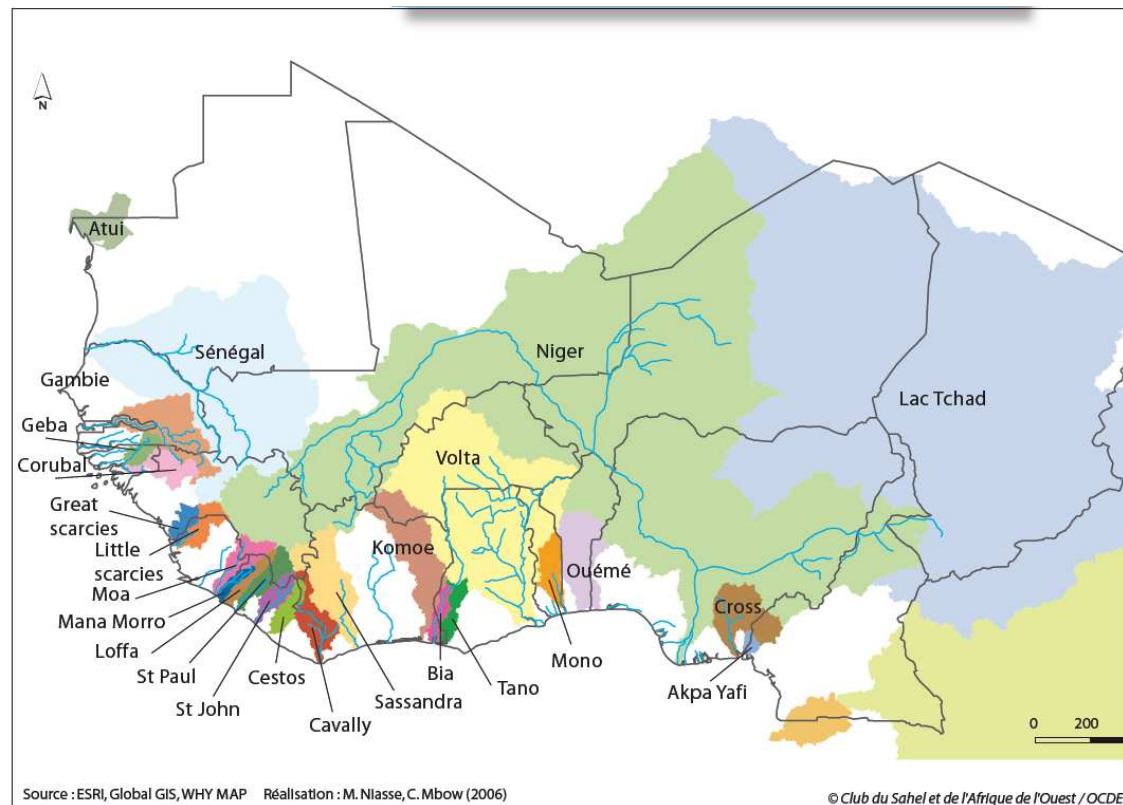 N
Atui
Sénégal
Gambie
Niger
Lac Tchad
Geba
Corubal
Volta
Great
scarcies
Little
scarcies
Komoe
Ouémé
Moa
Mana Morro
Cross
Loffa
St Paul
Cestos
Bia
Mono
St John
Sassandra
Tano
Akpa Yafi
Cavally
0 200
Source : ESRI, Global GIS, WHY MAP Réalisation : M. Niasse, C. Mbow (2006)
© Club du Sahel et de l'Afrique de l'Ouest / OCDE